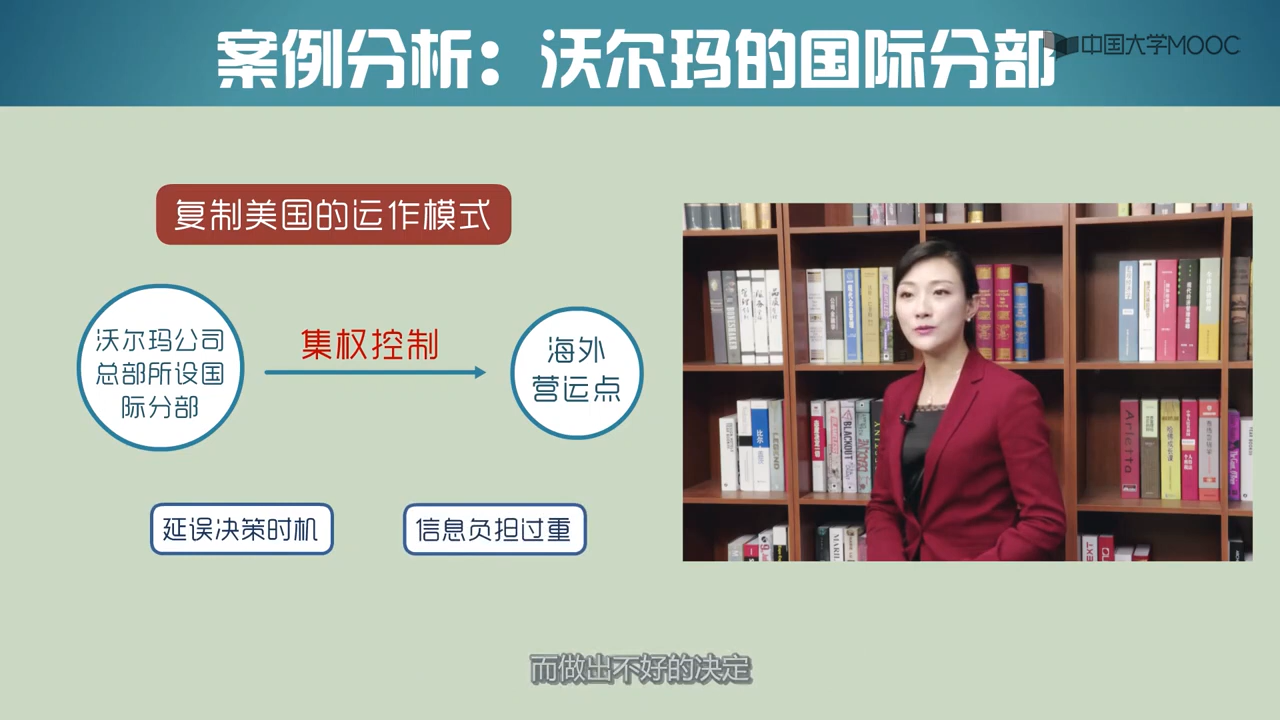 案例分析：沃尔玛的国际分部
中国大学MOOC
复制美国的运作模式
沃尔玛公司
总部所设国
际分部
集权控制
海外
营运点
延误决策时机
信息负担过重
BLACKOUT
LEGEND
Arletta
而做出不好的决定